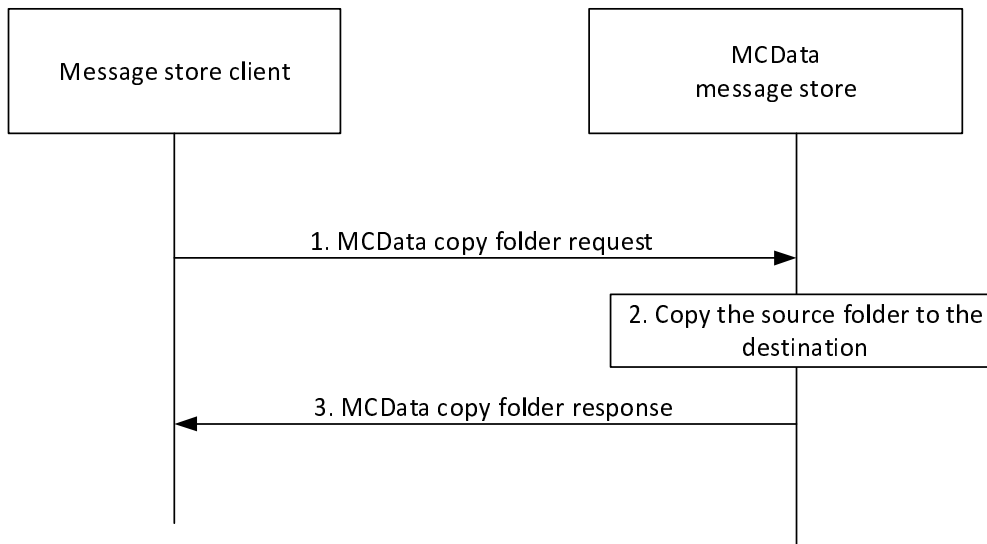 Message store client
MCData
message store
1. MCData copy folder request
2. Copy the source folder to the
destination
3. MCData copy folder response